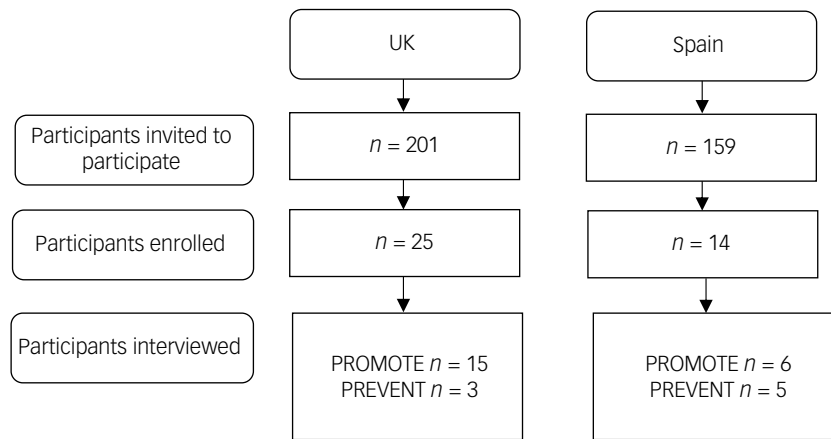 UK
Spain
Participants invited to
participate
n = 201
n = 159
Participants enrolled
n = 25
n = 14
Participants interviewed
PROMOTE n = 15
PREVENT n = 3
PROMOTE n = 6
PREVENT n = 5